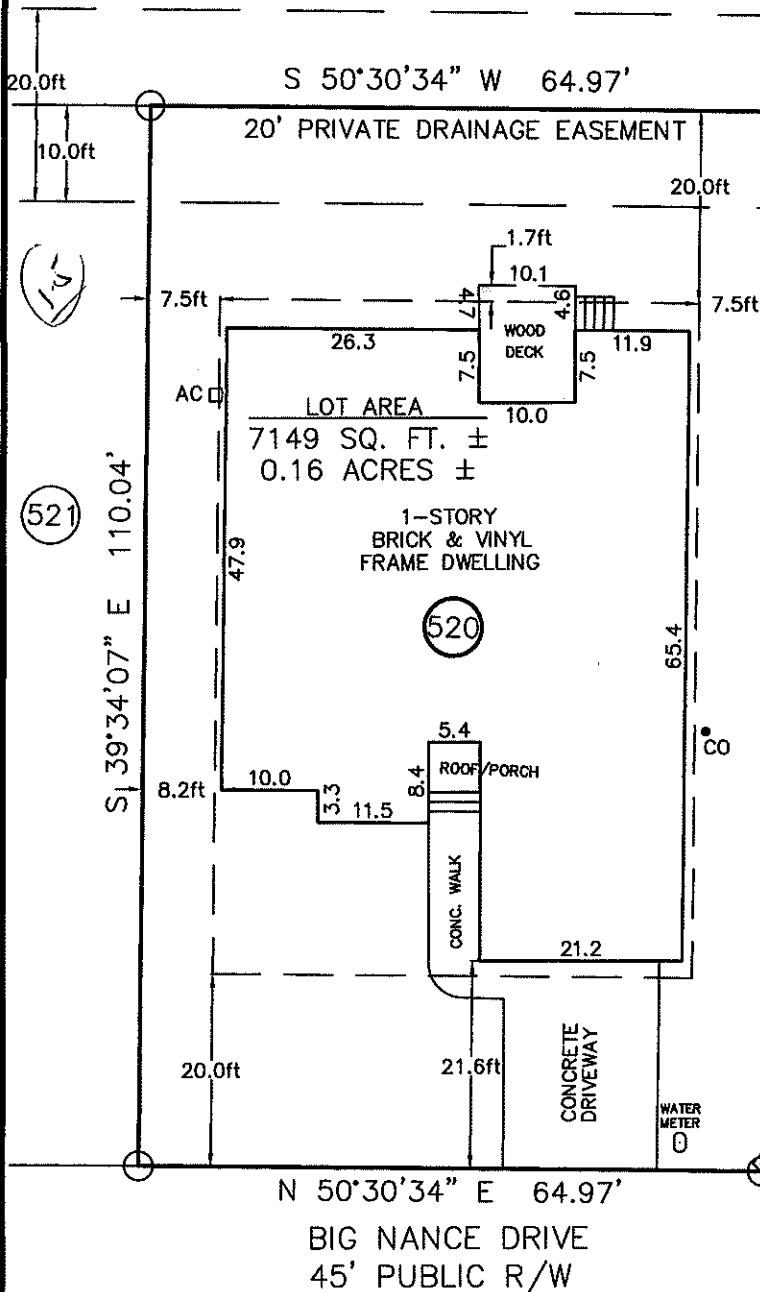 S 50°30'34" W 64.97'
20.0ft
20' PRIVATE DRAINAGE EASEMENT
10.0ft
20.0ft
1.7ft
10.1
7.5ft
4.7
4.6
7.5ft
WOOD
DECK
26.3
7.5
7.5
11.9
AC
10.0
LOT AREA
7149 SQ. FT. ±
0.16 ACRES ±
521
S 39°34'07" E 110.04'
1-STORY
BRICK & VINYL
FRAME DWELLING
47.9
520
65.4
5.4
CO
ROOF/PORCH
8.2ft
10.0
3.3
11.5
8.4
CONC. WALK
21.2
20.0ft
21.6ft
CONCRETE
DRIVEWAY
WATER
METER
N 50°30'34" E 64.97'
BIG NANCE DRIVE
45' PUBLIC R/W